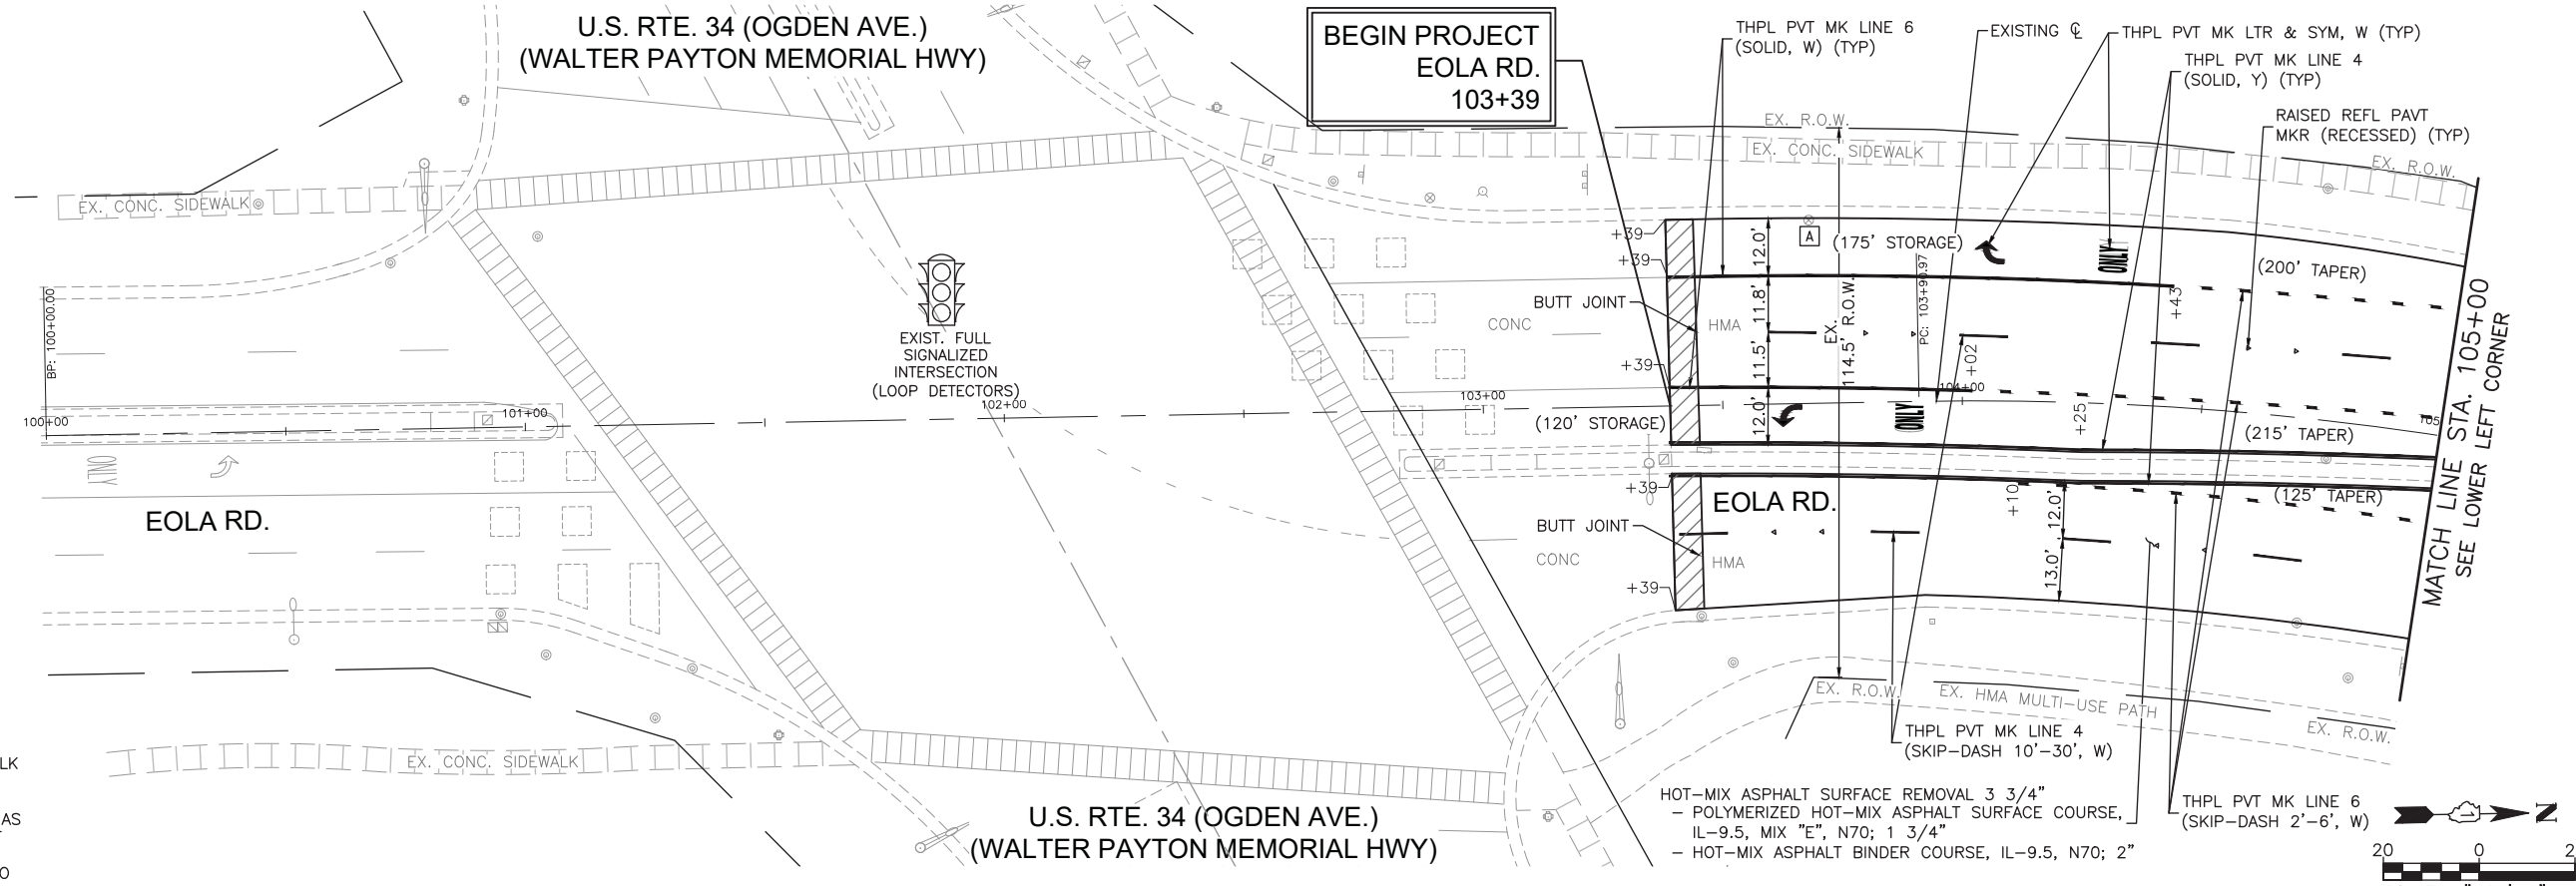 U.S. RTE. 34 (OGDEN AVE.)
(WALTER PAYTON MEMORIAL HWY)
BEGIN PROJECT
EOLA RD.
103+39
THPL PVT MK LINE 6
(SOLID, W) (TYP)
EXISTING ℄
THPL PVT MK LTR & SYM, W (TYP)
THPL PVT MK LINE 4
(SOLID, Y) (TYP)
RAISED REFL PAVT
MKR (RECESSED) (TYP)
EX. R.O.W.
EX. CONC. SIDEWALK
EX. R.O.W.
EX. CONC. SIDEWALK
+39
+39
12.0'
A
(175' STORAGE)
ONLY
(200' TAPER)
BP: 100+00.00
EXIST. FULL
SIGNALIZED
INTERSECTION
(LOOP DETECTORS)
BUTT JOINT
CONC
HMA
11.8'
EX.
114.5' R.O.W.
PC: 103+90.97
+43
+39
11.5'
+02
104+00
100+00
101+00
102+00
103+00
105
(120' STORAGE)
12.0'
ONLY
+25
(215' TAPER)
MATCH LINE STA. 105+00
SEE LOWER LEFT CORNER
ONLY
EOLA RD.
+39
EOLA RD.
+10
12.0'
(125' TAPER)
BUTT JOINT
CONC
HMA
+39
13.0'
EX. R.O.W.
EX. HMA MULTI-USE PATH
EX. R.O.W.
THPL PVT MK LINE 4
(SKIP-DASH 10'-30', W)
LK
EX. CONC. SIDEWALK
AS
O
U.S. RTE. 34 (OGDEN AVE.)
(WALTER PAYTON MEMORIAL HWY)
HOT-MIX ASPHALT SURFACE REMOVAL 3 3/4"
- POLYMERIZED HOT-MIX ASPHALT SURFACE COURSE,
IL-9.5, MIX "E", N70; 1 3/4"
- HOT-MIX ASPHALT BINDER COURSE, IL-9.5, N70; 2"
THPL PVT MK LINE 6
(SKIP-DASH 2'-6', W)
N
20 0 2